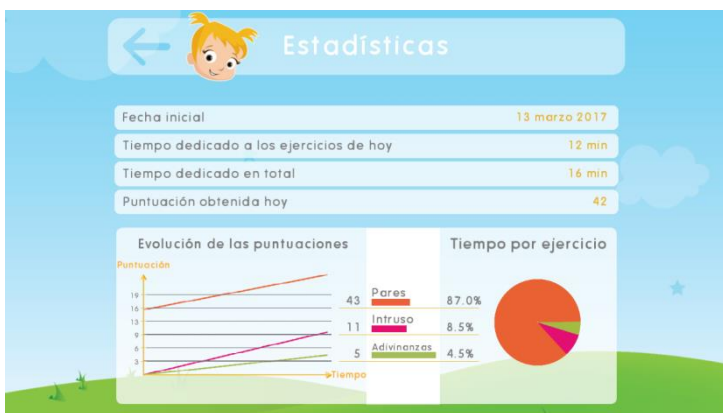 Estadísticas
Fecha inicial 13 marzo 2017
Tiempo dedicado a los ejercicios de hoy 12 min
Tiempo dedicado en total 16 min
Puntuación obtenida hoy 42
Evolución de las puntuaciones Tiempo por ejercicio
Puntuación
19
16
13
9
6
3
Tiempo
43 Pares 87.0%
11 Intruso 8.5%
5 Adivinanzas 4.5%